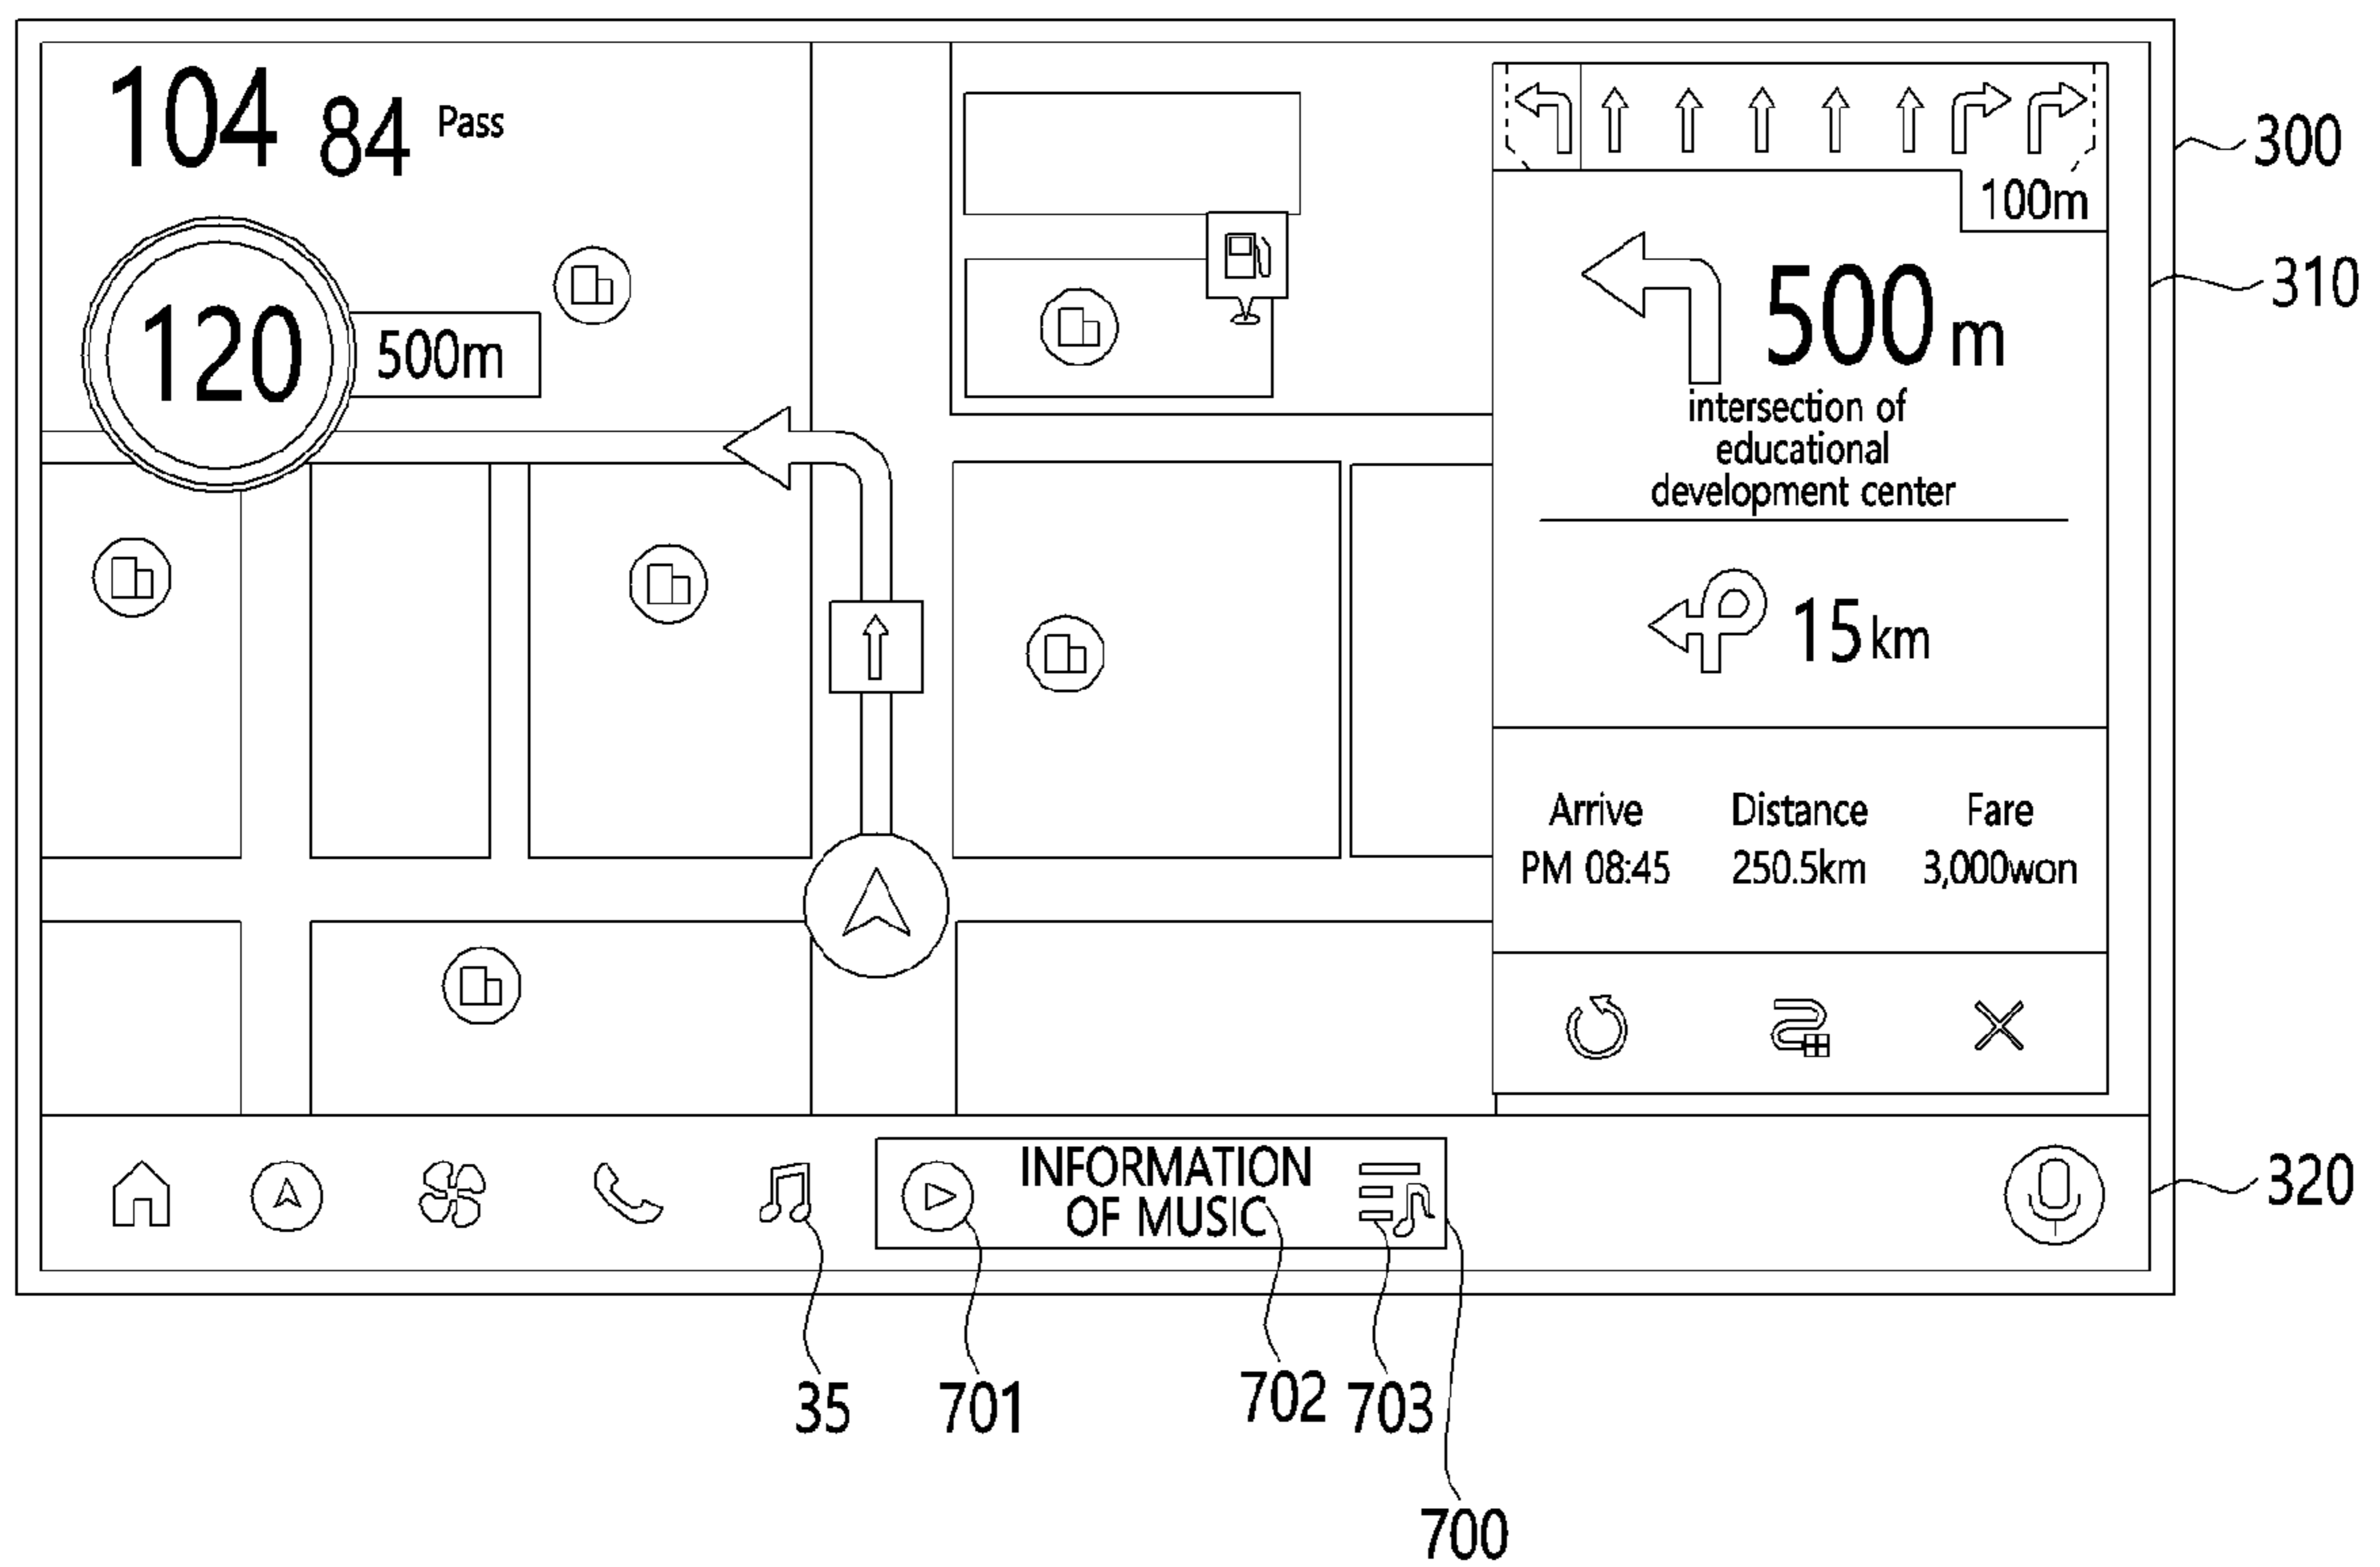 104 84 Pass
120 500m
100m
500 m
intersection of
educational
development center
15 km
Arrive Distance Fare
PM 08:45 250.5km 3,000won
INFORMATION
OF MUSIC
300
310
320
35 701 702 703
700